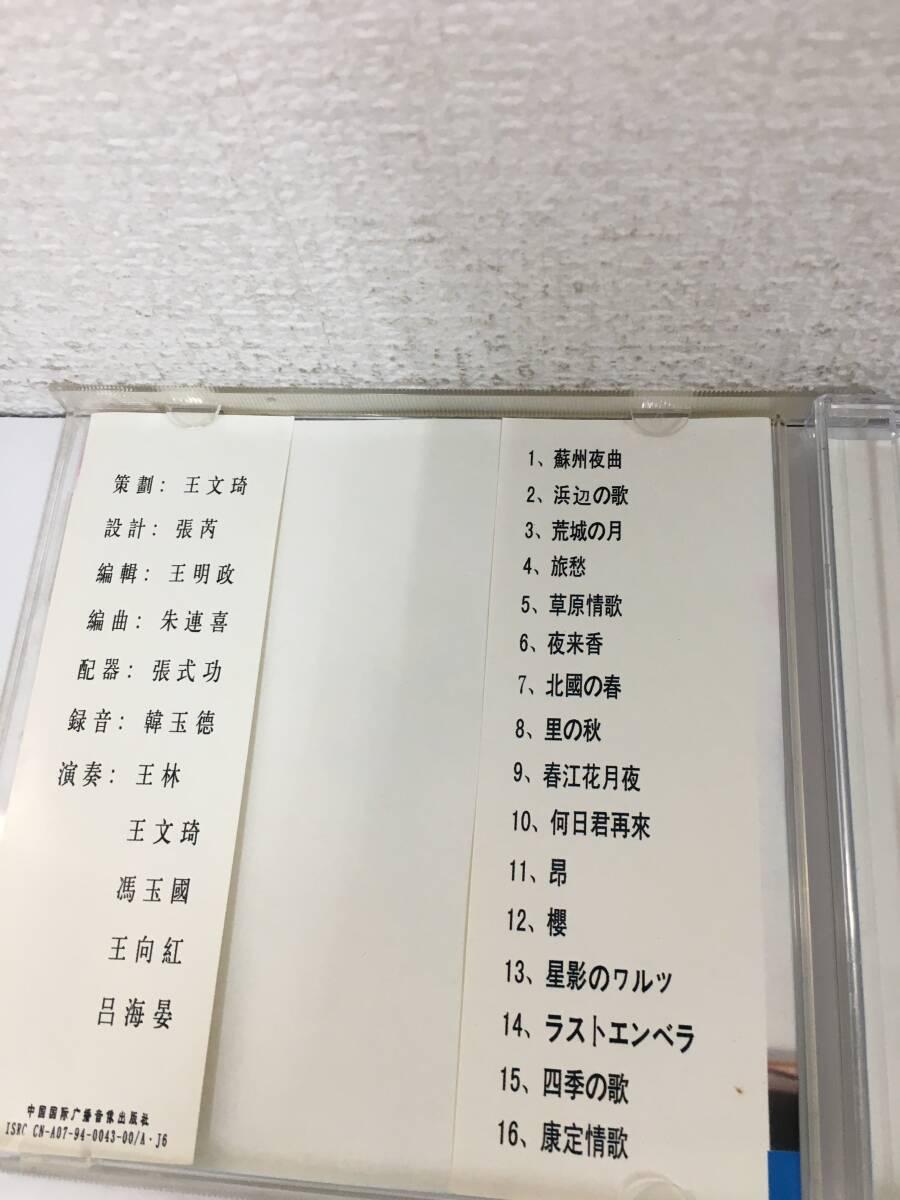 策劃：王文琦
設計：張芮
編輯：王明政
編曲：朱連喜
配器：張式功
録音：韓玉德
演奏：王林
王文琦
馮玉國
王向紅
吕海晏
中国国际广播音像出版社
ISRC CN-A07-94-0043-00/A·J6
1、蘇州夜曲
2、浜辺の歌
3、荒城の月
4、旅愁
5、草原情歌
6、夜来香
7、北國の春
8、里の秋
9、春江花月夜
10、何日君再來
11、昂
12、櫻
13、星影のワルツ
14、ラストエンベラ
15、四季の歌
16、康定情歌